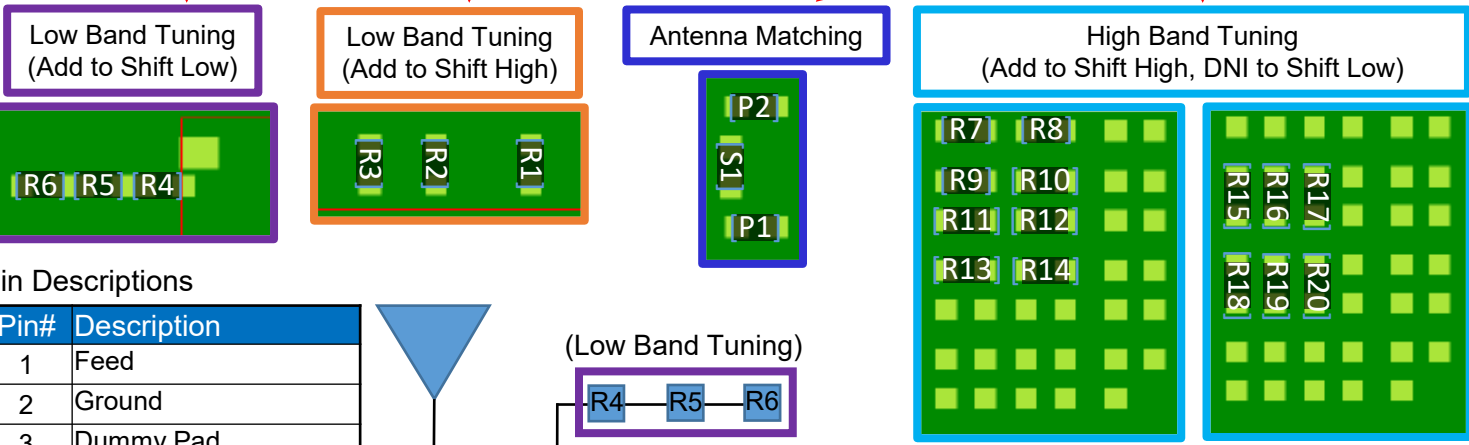 Low Band Tuning
(Add to Shift Low)
Low Band Tuning
(Add to Shift High)
Antenna Matching
High Band Tuning
(Add to Shift High, DNI to Shift Low)
R6 R5 R4
R3 R2 R1
P2
S1
P1
R7 R8
R9 R10
R11 R12
R13 R14
R15 R16 R17
R18 R19 R20
in Descriptions
Pin# Description
1 Feed
2 Ground
3 Dummy Pad
(Low Band Tuning)
R4 R5 R6